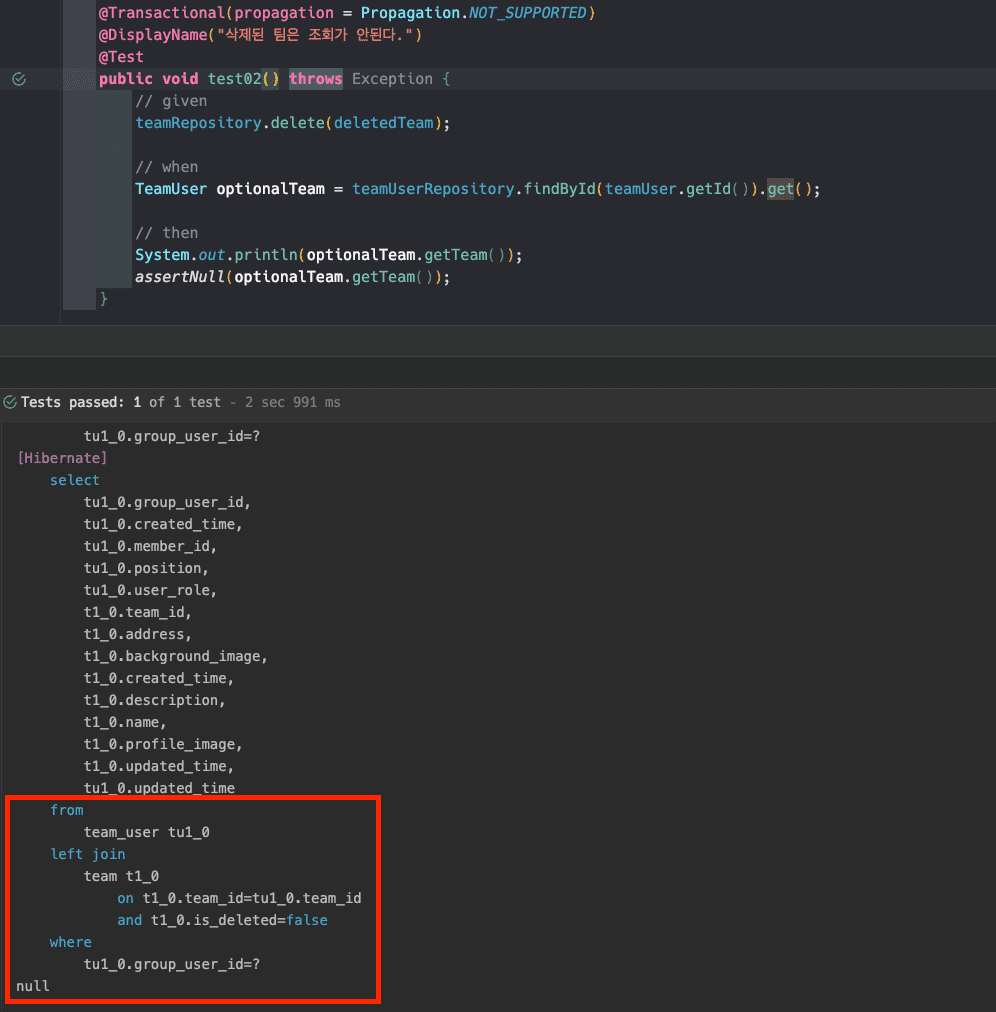 @Transactional(propagation = Propagation.NOT_SUPPORTED)
@DisplayName("삭제된 팀은 조회가 안된다.")
@Test
public void test02() throws Exception {
// given
teamRepository.delete(deletedTeam);
// when
TeamUser optionalTeam = teamUserRepository.findById(teamUser.getId()).get();
// then
System.out.println(optionalTeam.getTeam());
assertNull(optionalTeam.getTeam());
}
Tests passed: 1 of 1 test - 2 sec 991 ms
tu1_0.group_user_id=?
[Hibernate]
select
tu1_0.group_user_id,
tu1_0.created_time,
tu1_0.member_id,
tu1_0.position,
tu1_0.user_role,
t1_0.team_id,
t1_0.address,
t1_0.background_image,
t1_0.created_time,
t1_0.description,
t1_0.name,
t1_0.profile_image,
t1_0.updated_time,
tu1_0.updated_time
from
team_user tu1_0
left join
team t1_0
on t1_0.team_id=tu1_0.team_id
and t1_0.is_deleted=false
where
tu1_0.group_user_id=?
null